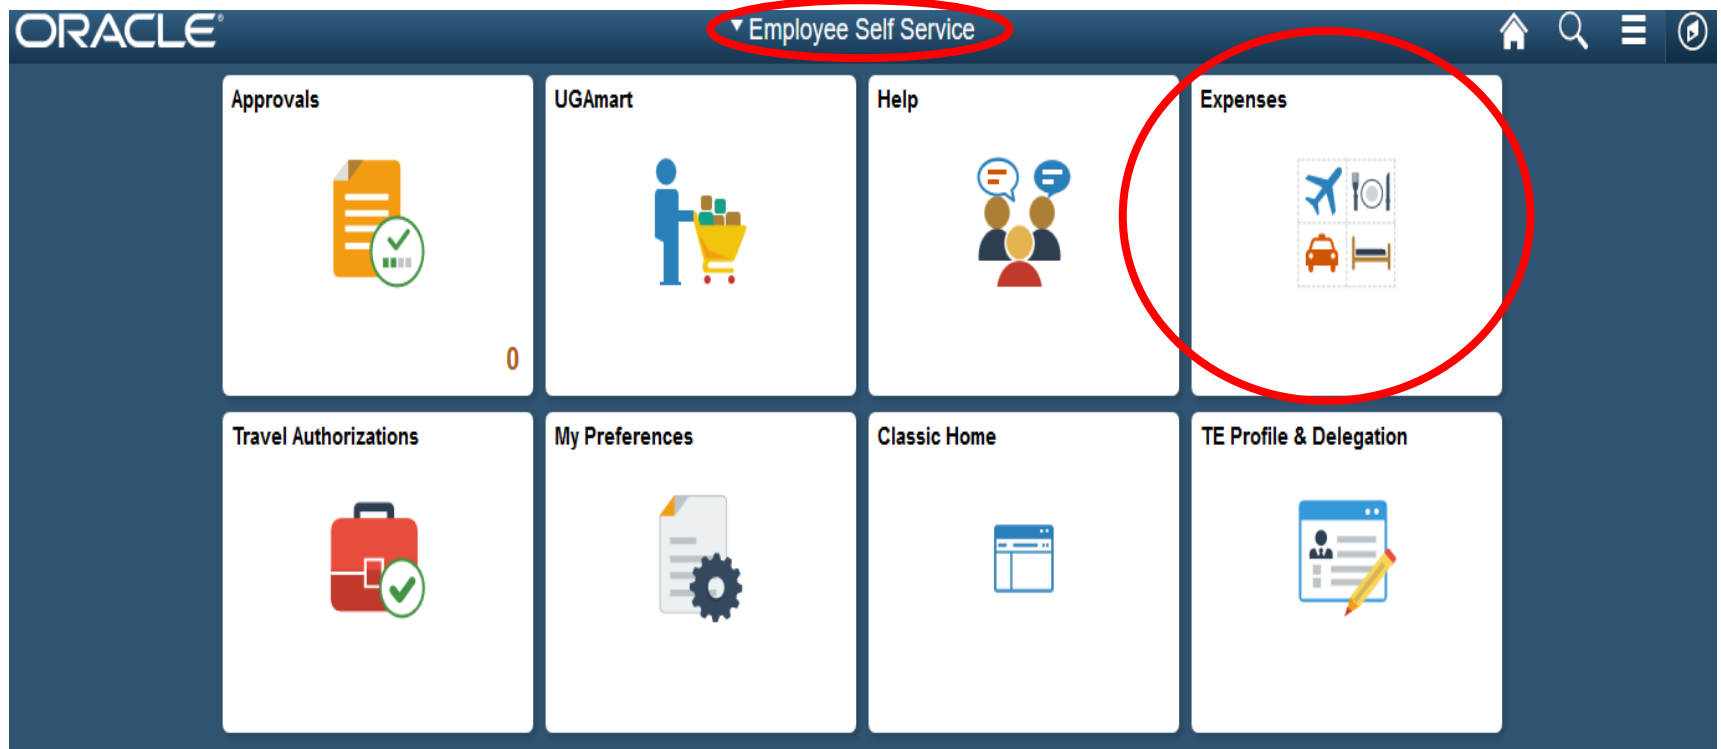 ORACLE®
Employee Self Service
Approvals
UGAmart
Help
Expenses
0
Travel Authorizations
My Preferences
Classic Home
TE Profile & Delegation